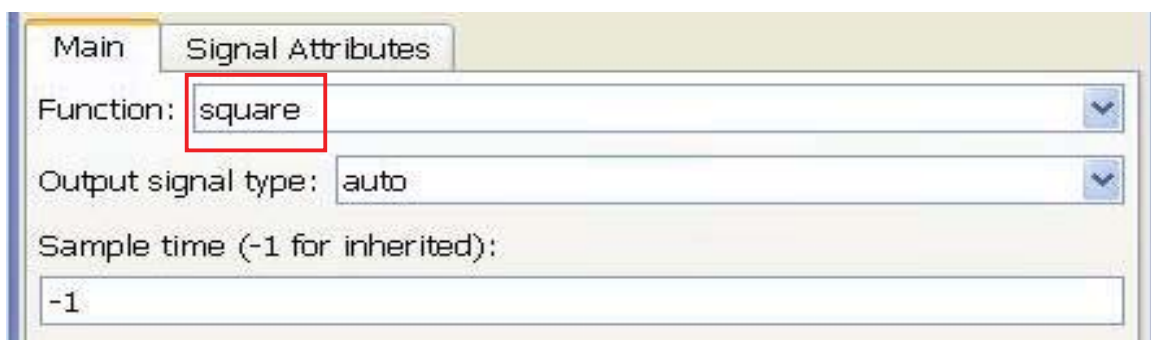 Main Signal Attributes
Function: square
Output signal type: auto
Sample time (-1 for inherited):
-1